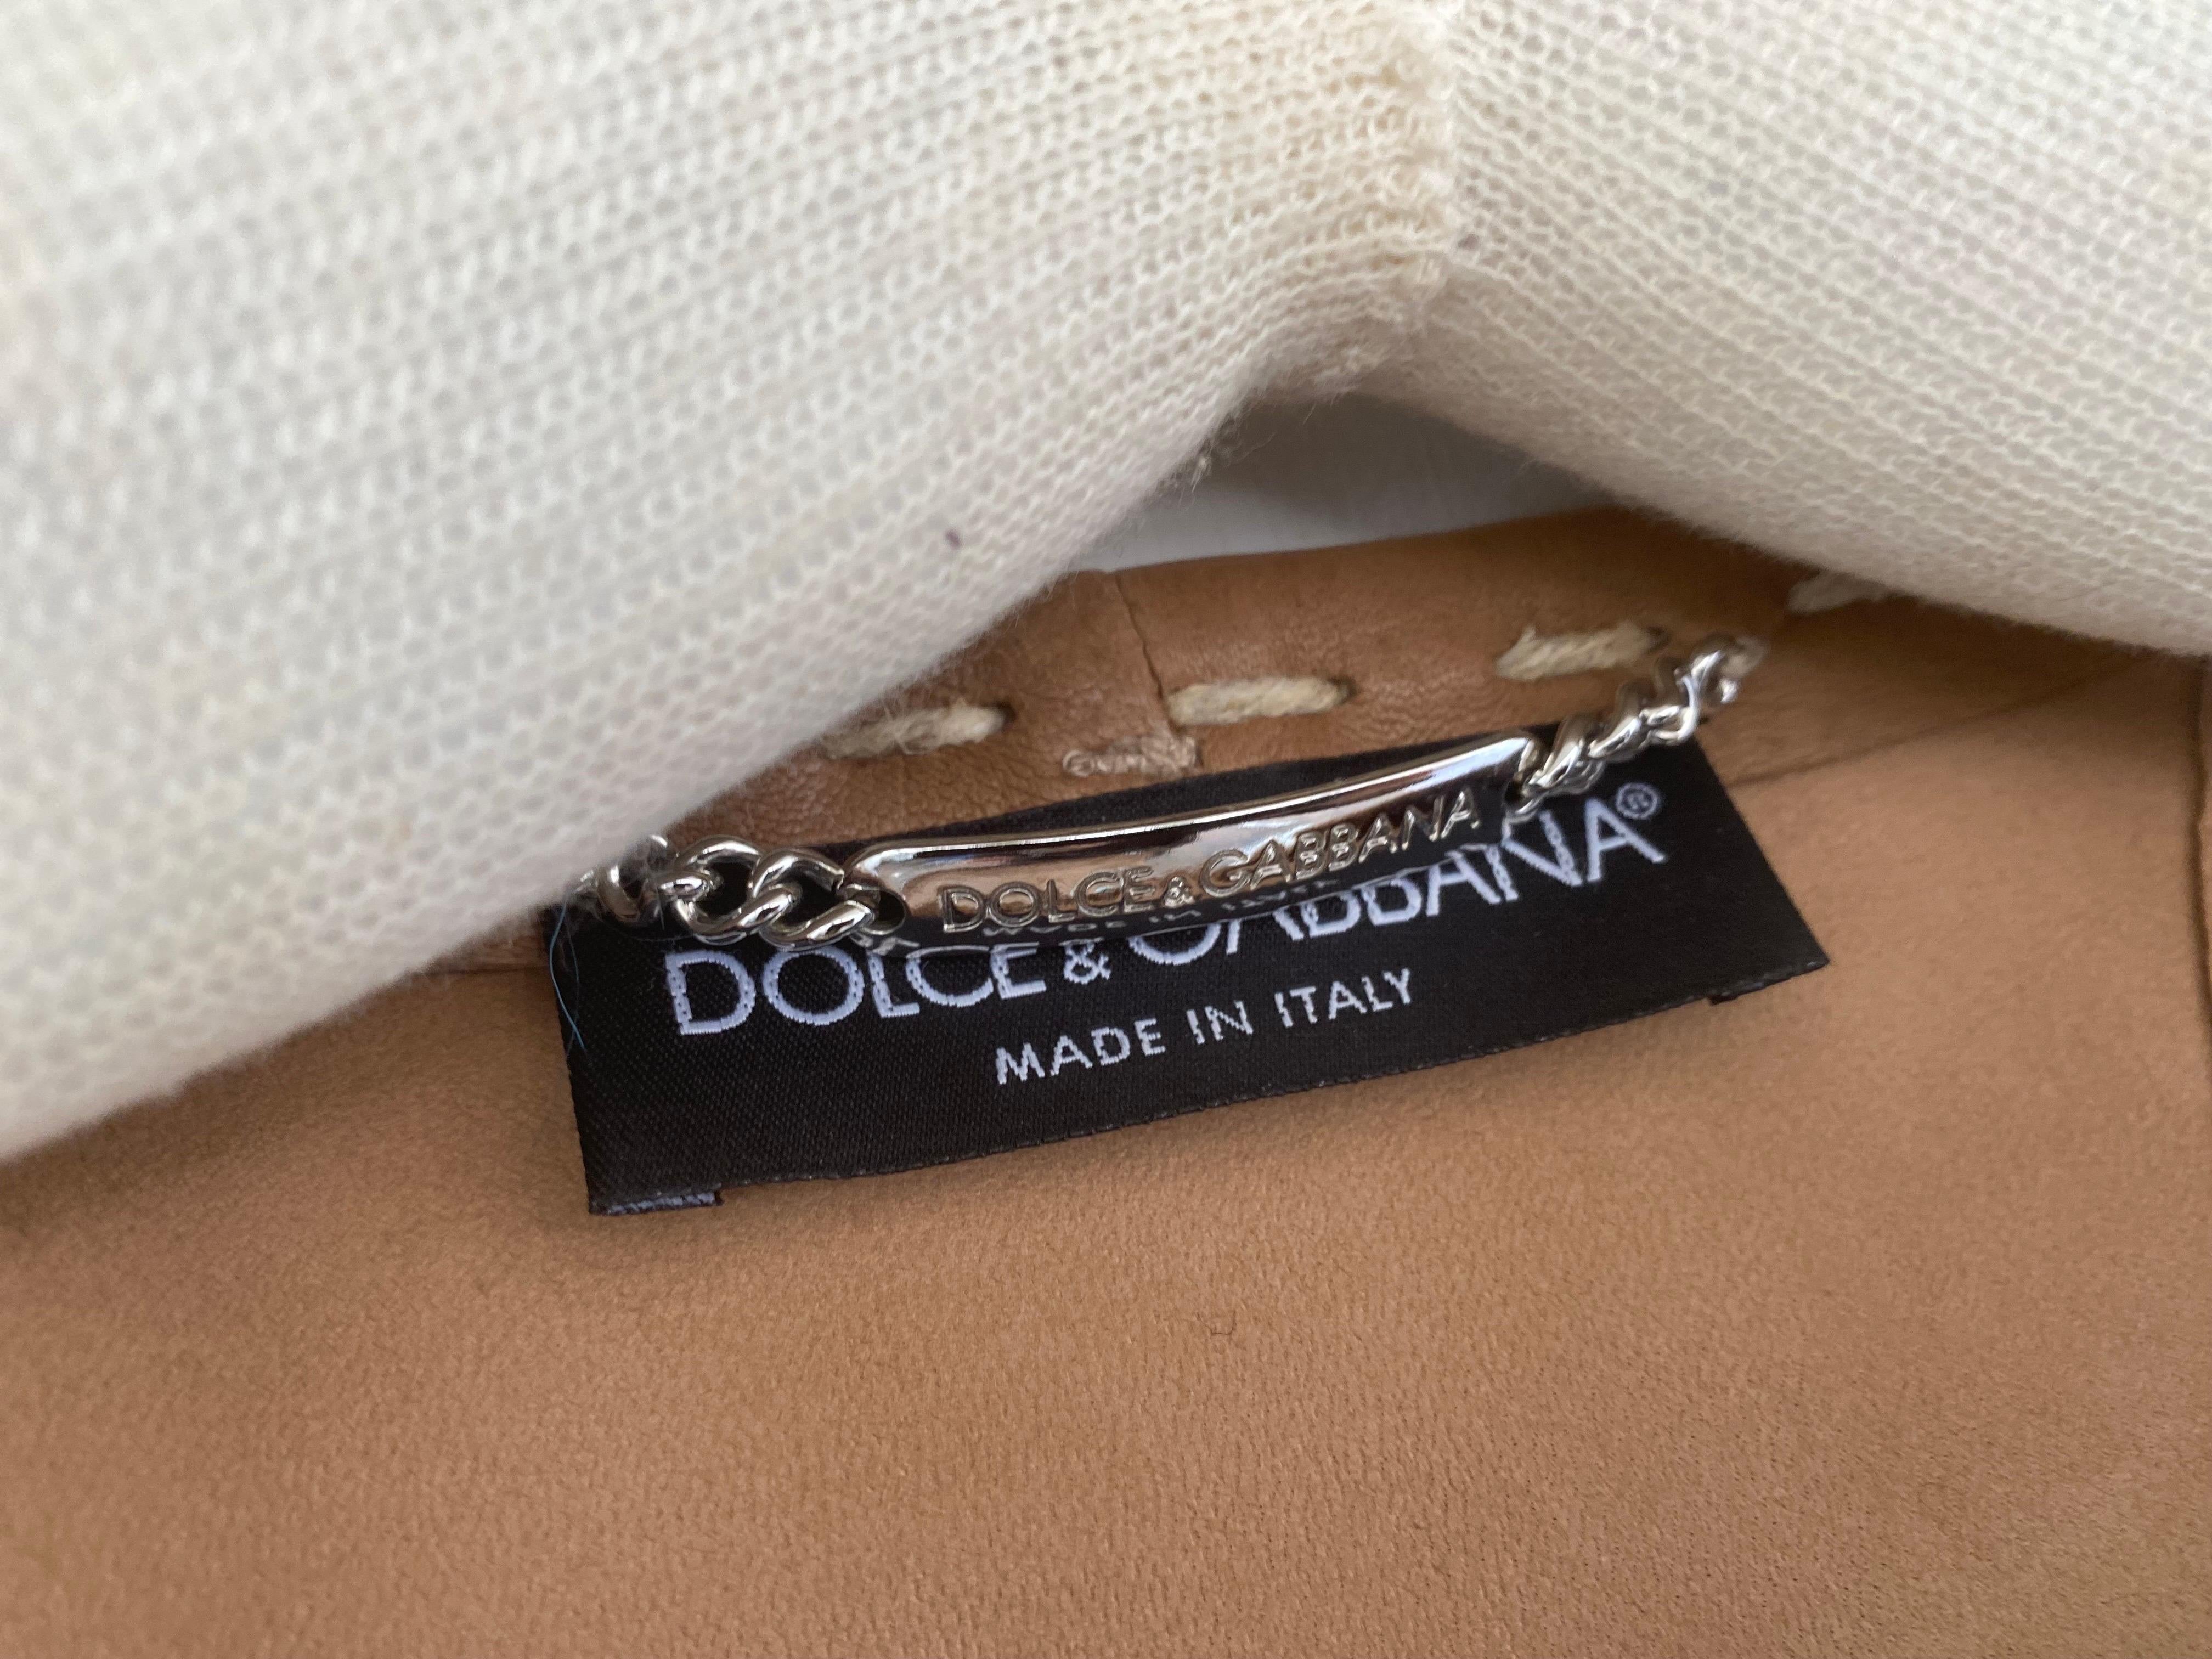 DOLCE&GABBANA
DOLCE & GABBANA®
MADE IN ITALY